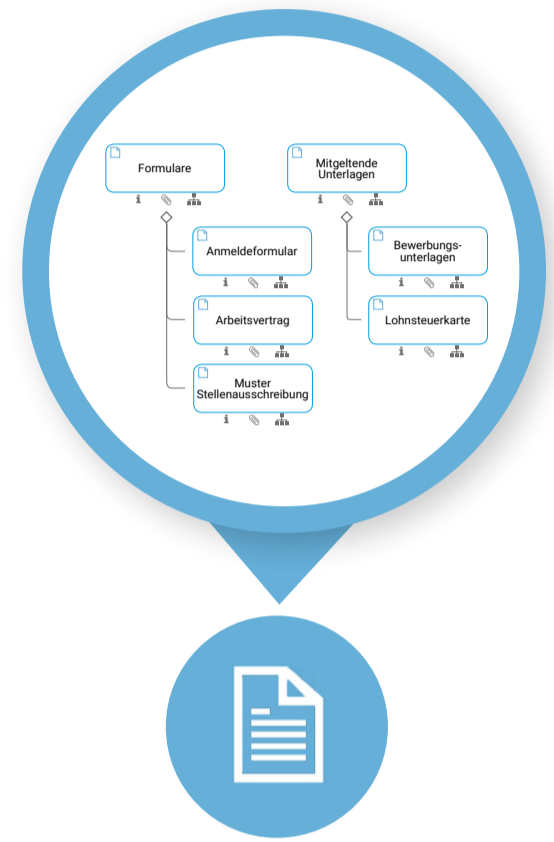 Formulare
Anmeldeformular
Arbeitsvertrag
Muster
Stellenausschreibung
Mitgeltende
Unterlagen
Bewerbungs-
unterlagen
Lohnsteuerkarte